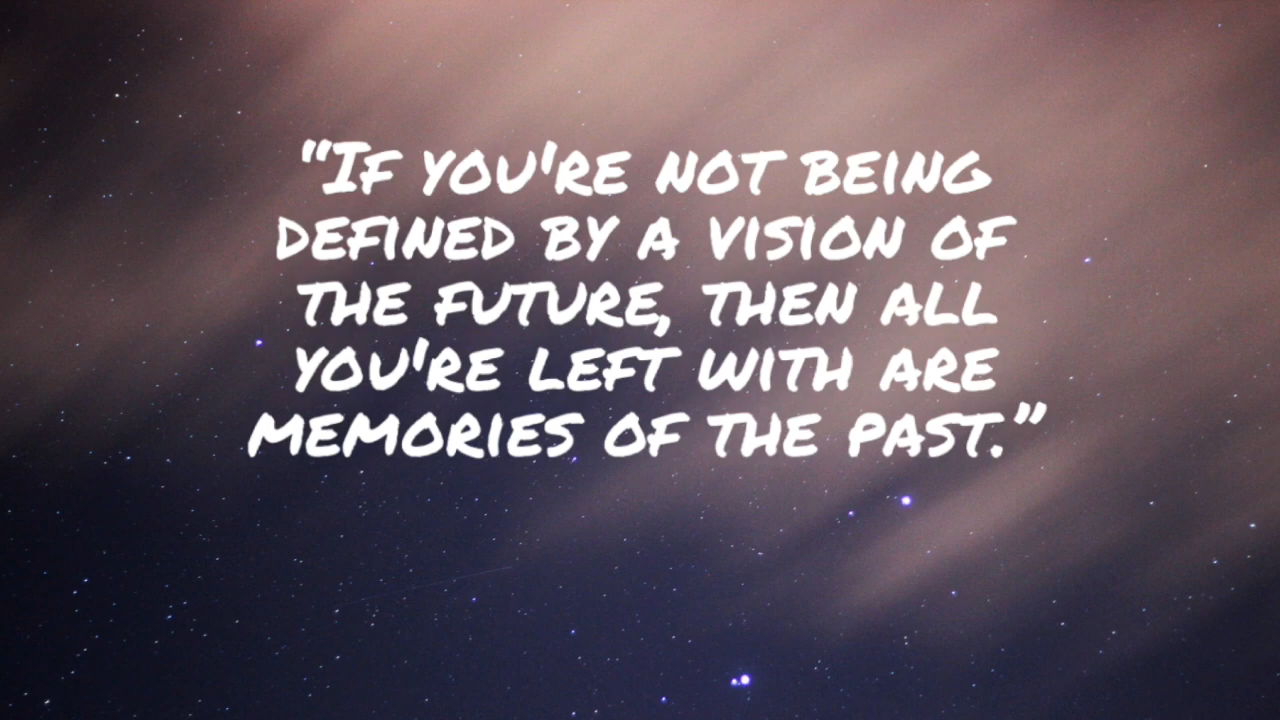 “If you're not being
defined by a vision of
the future, then all
you're left with are
memories of the past.”